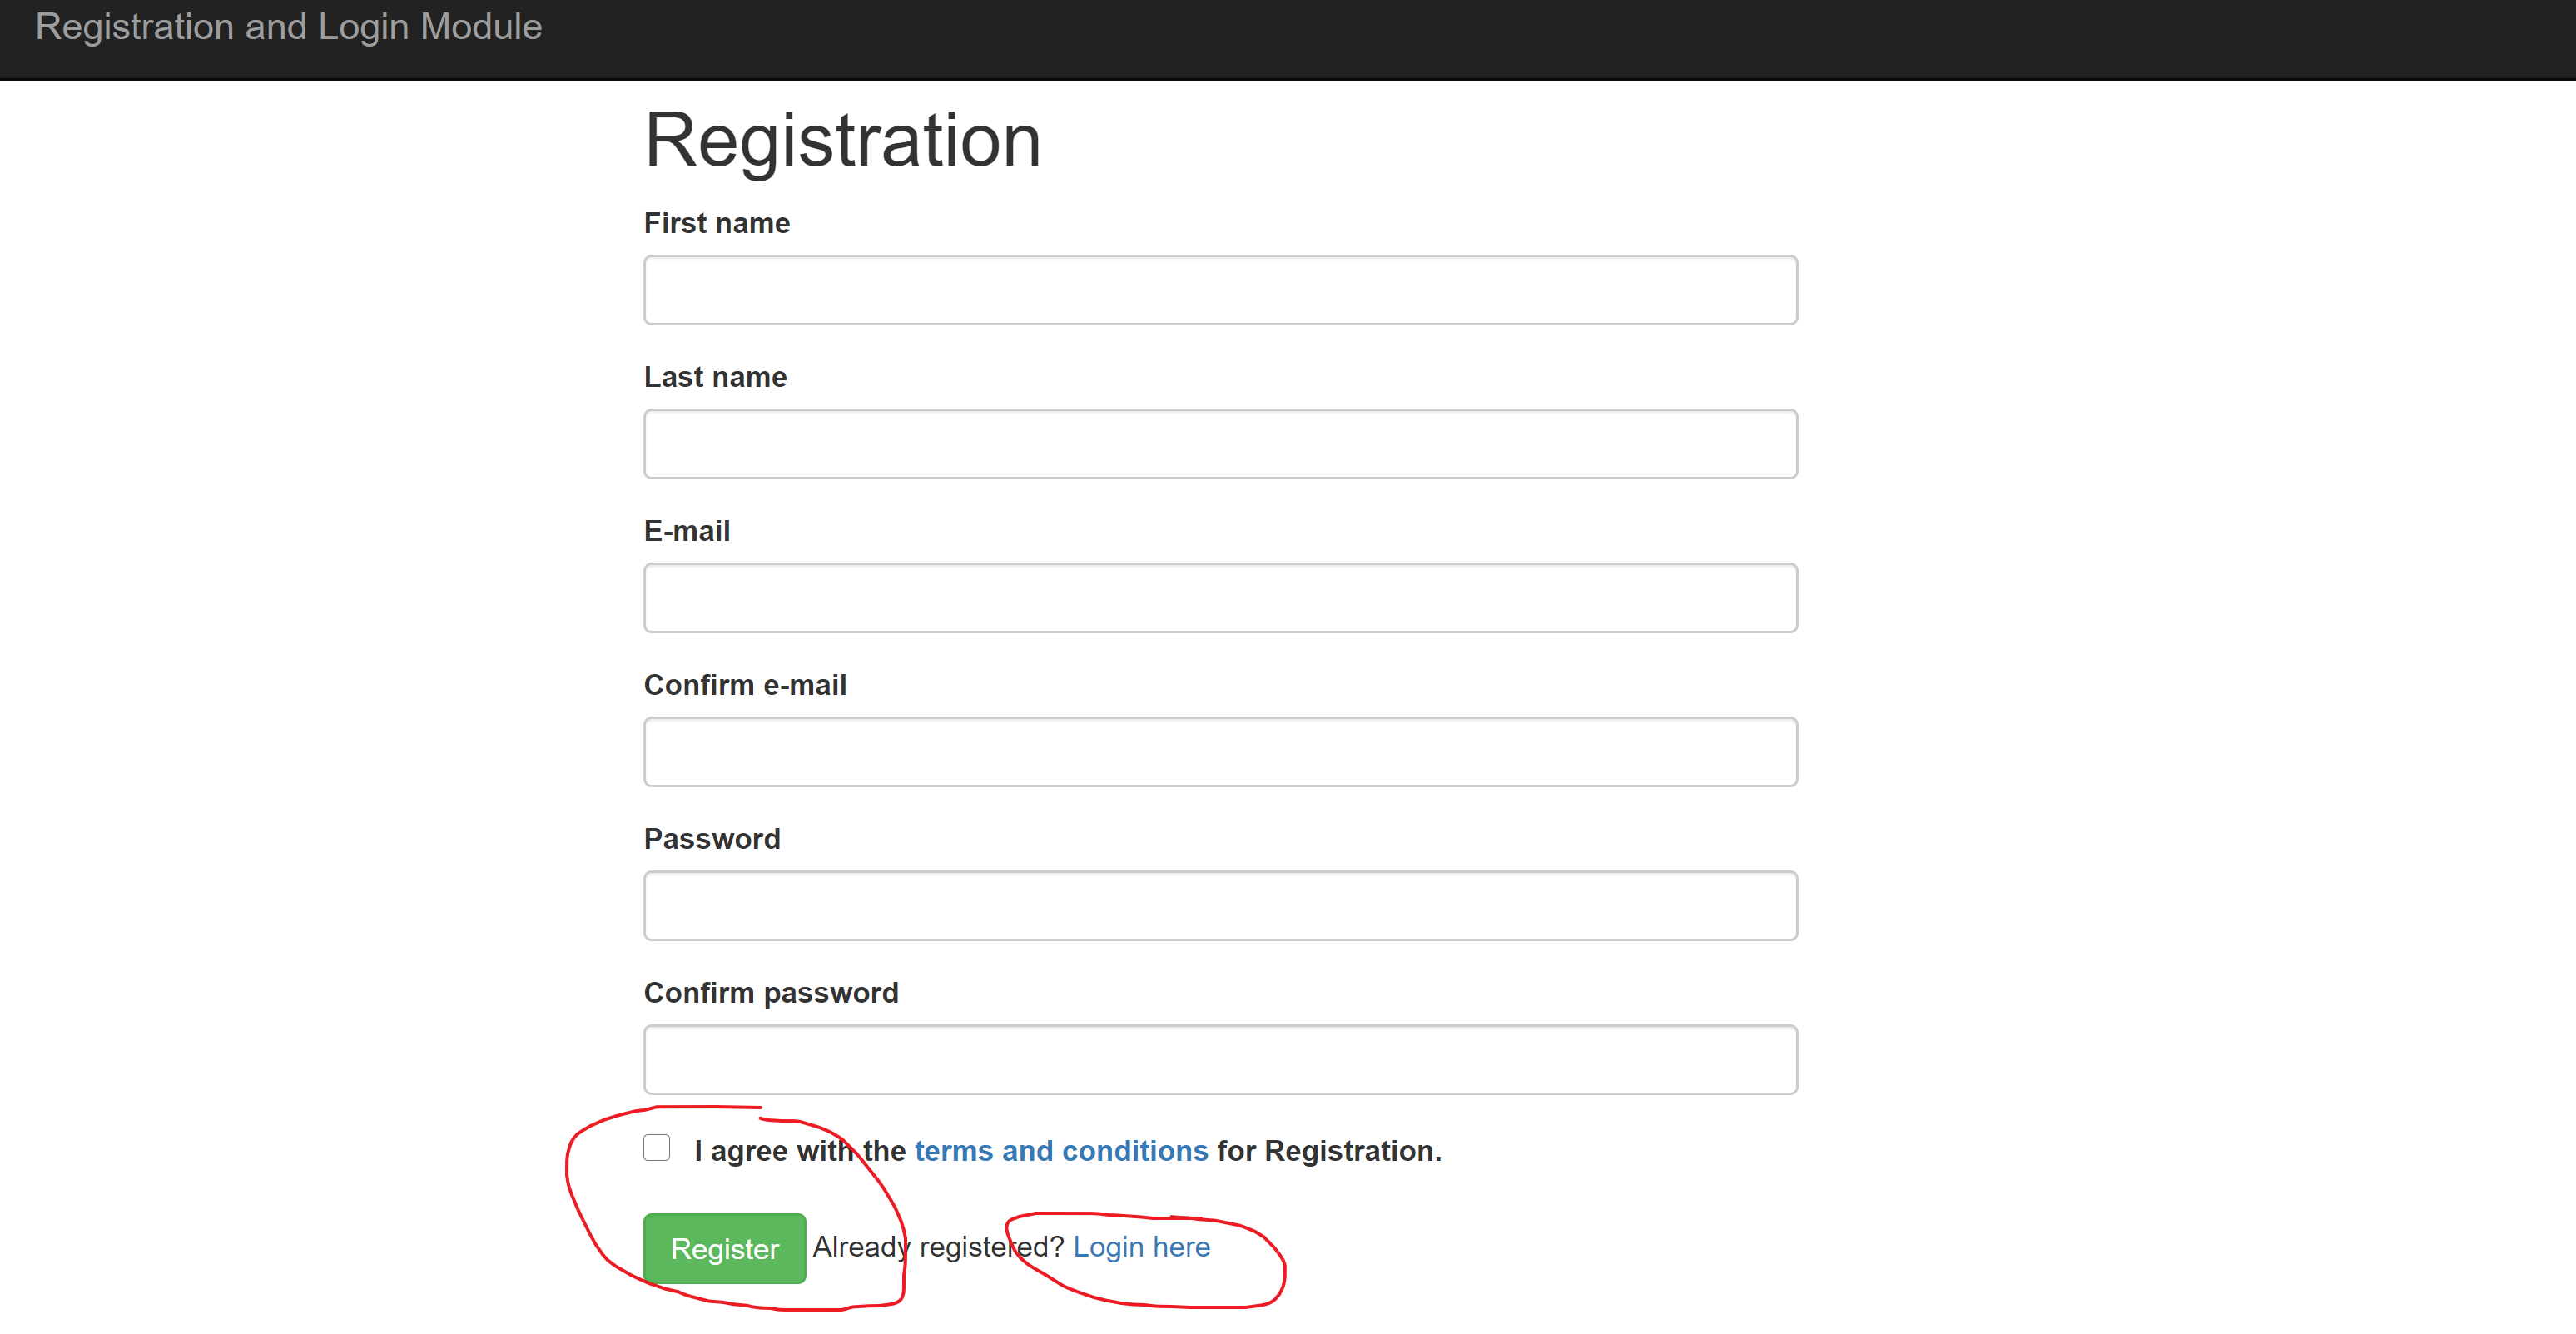 Registration and Login Module
Registration
First name
Last name
E-mail
Confirm e-mail
Password
Confirm password
I agree with the terms and conditions for Registration.
Register Already registered? Login here